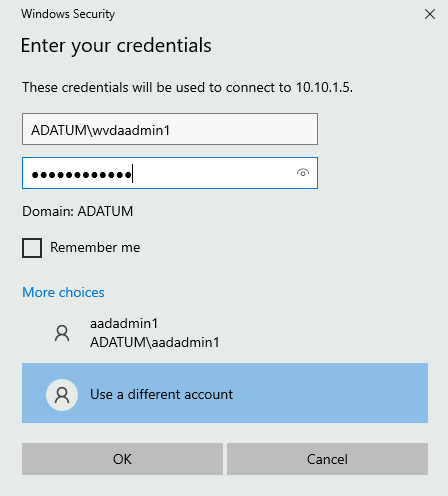 Windows Security
Enter your credentials
These credentials will be used to connect to 10.10.1.5.
ADATUM\wvdaadmin1
●●●●●●●●●●●●
Domain: ADATUM
Remember me
More choices
aadadmin1
ADATUM\aadadmin1
Use a different account
OK
Cancel